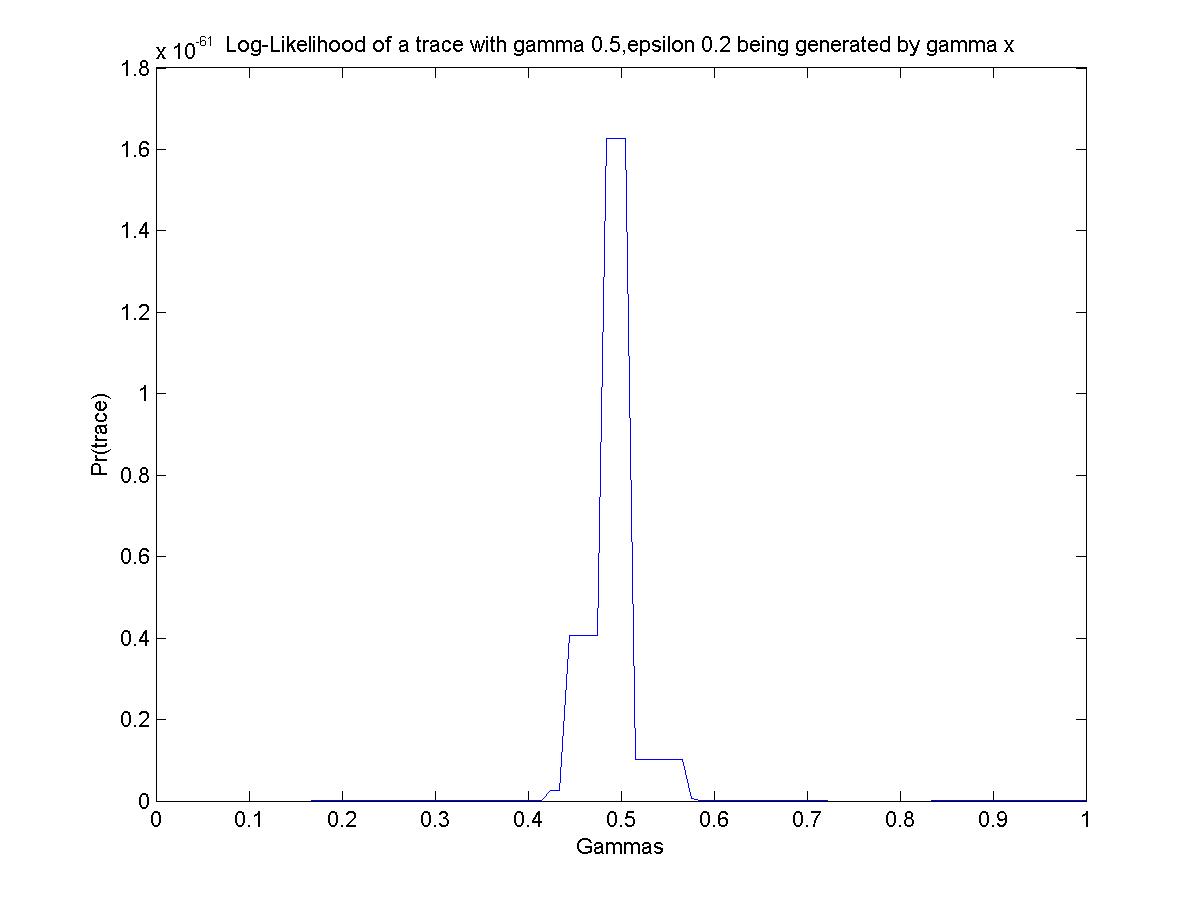 x 10^-61 Log-Likelihood of a trace with gamma 0.5,epsilon 0.2 being generated by gamma x
1.8
1.6
1.4
1.2
1
Pr(trace)
0.8
0.6
0.4
0.2
0
0 0.1 0.2 0.3 0.4 0.5 0.6 0.7 0.8 0.9 1
Gammas